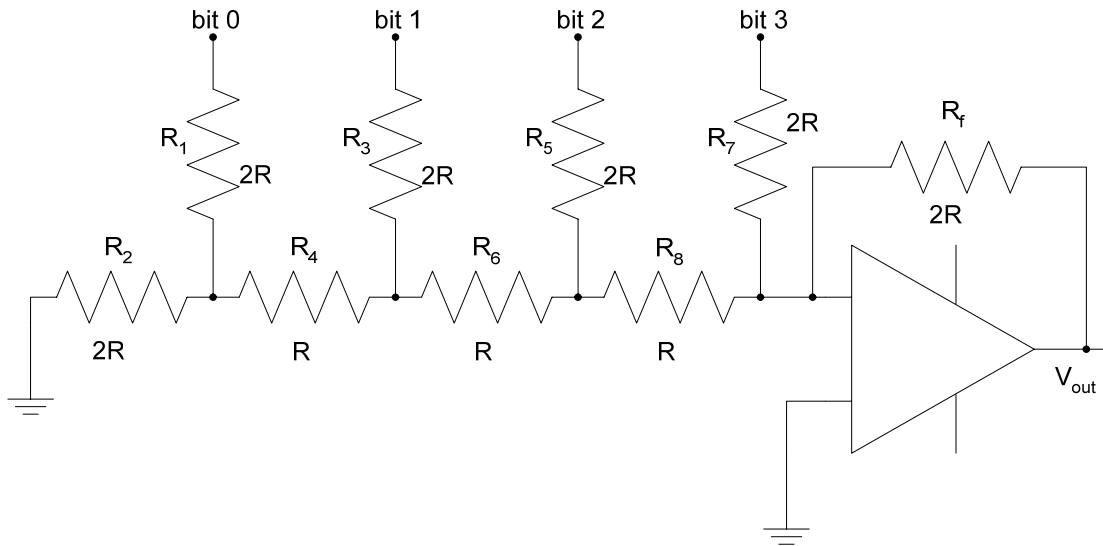 bit 0 bit 1 bit 2 bit 3
R1 2R R3 2R R5 2R R7 2R Rf
2R
R2 R4 R6 R8
2R R R R
Vout